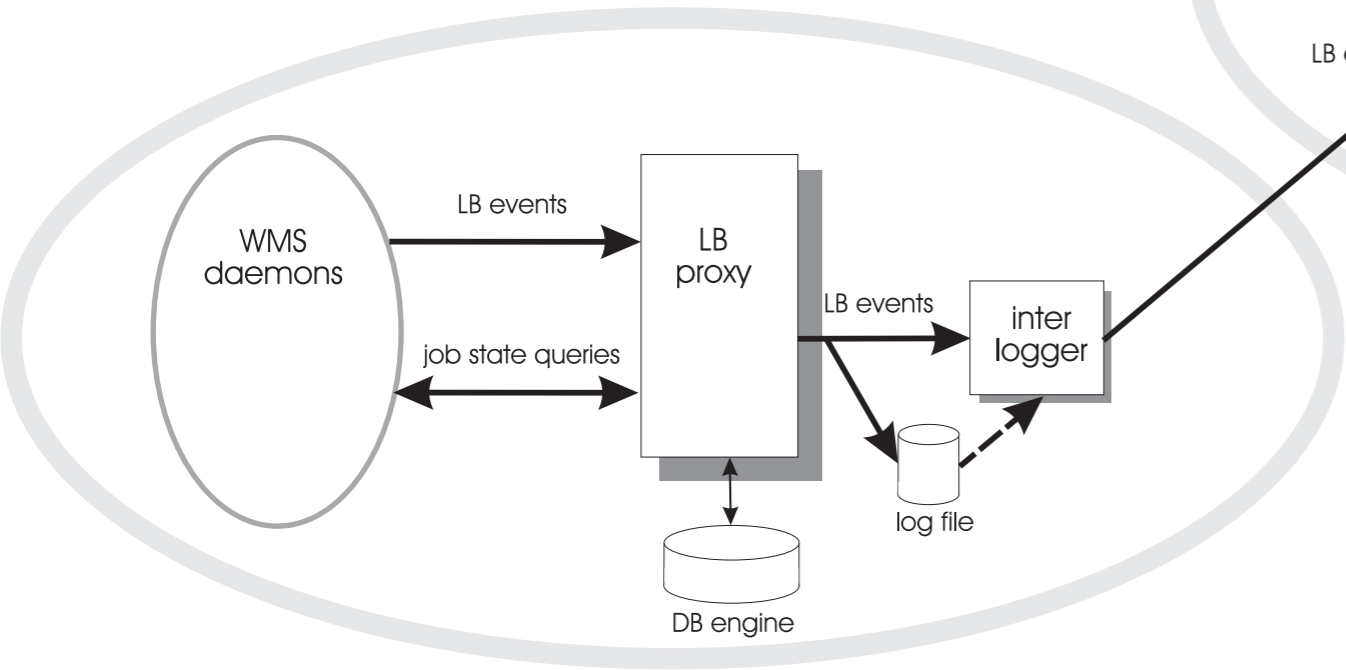 LB
LB events
WMS
daemons
LB
proxy
LB events
inter
logger
job state queries
log file
DB engine